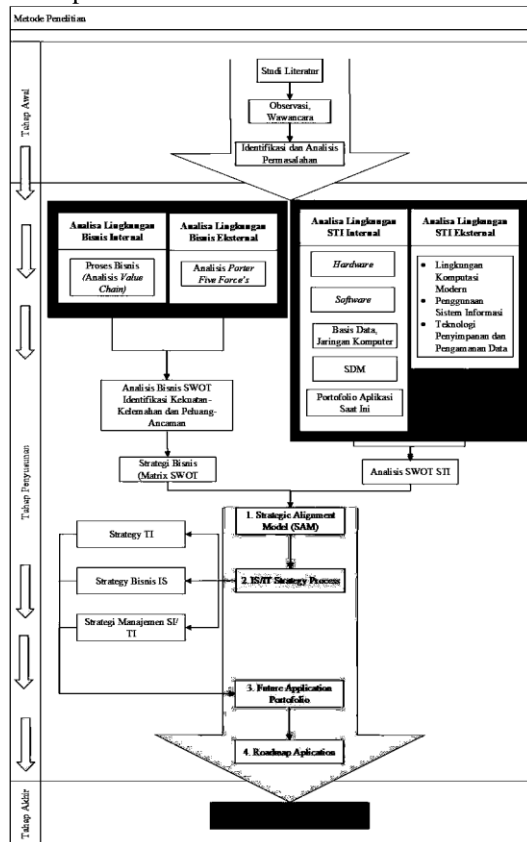 Metode Penelitian
Tahap Awal
Studi Literatur
Observasi,
Wawancara
Identifikasi dan Analisis
Permasalahan
Tahap Penyusunan
Analisa Lingkungan
Bisnis Internal
Proses Bisnis
(Analisis Value
Chain)
Analisa Lingkungan
Bisnis Eksternal
Analisis Porter
Five Force's
Analisa Lingkungan
STI Internal
Hardware
Software
Basis Data,
Jaringan Komputer
SDM
Portofolio Aplikasi
Saat Ini
Analisa Lingkungan
STI Eksternal
• Lingkungan
Komputasi
Modern
• Penggunaan
Sistem Informasi
• Teknologi
Penyimpanan dan
Pengamanan Data
Analisis Bisnis SWOT
Identifikasi Kekuatan-
Kelemahan dan Peluang-
Ancaman
Strategi Bisnis
(Matrix SWOT
Analisis SWOT STI
1. Strategic Alignment
Model (SAM)
Strategy TI
Strategy Bisnis IS
2. IS/IT Strategy Process
Strategi Manajemen SI/
TI
3. Future Application
Portofolio
4. Roadmap Aplication
Tahap Akhir